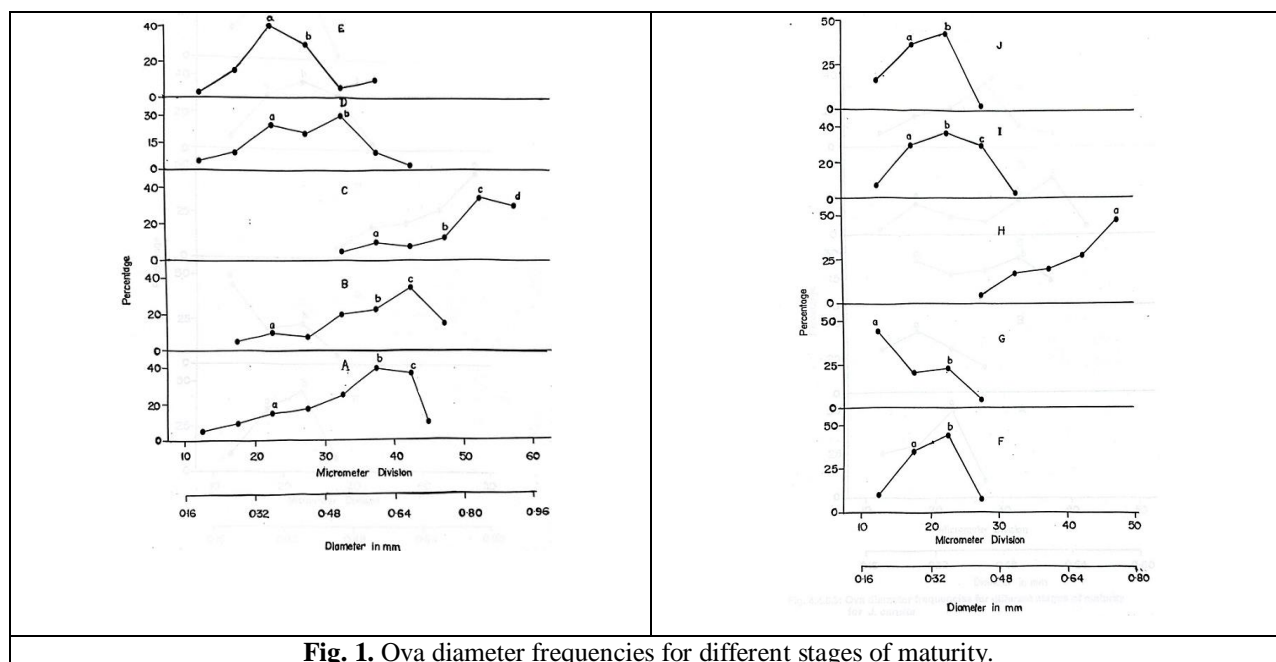 40
20
0
a
b
E
30
15
0
a
b
D
40
20
0
a
b
c
d
C
40
20
0
a
b
c
B
40
20
0
a
b
c
A
Percentage
10 20 30 40 50 60
Micrometer Division
0·16 0·32 0·48 0·64 0·80 0·96
Diameter in mm
50
25
0
a
b
J
40
20
0
a
b
c
I
50
25
0
a
H
50
25
0
a
b
G
50
25
0
a
b
F
Percentage
10 20 30 40 50
Micrometer Division
0·16 0·32 0·48 0·64 0·80
Diameter in mm
Fig. 1. Ova diameter frequencies for different stages of maturity.